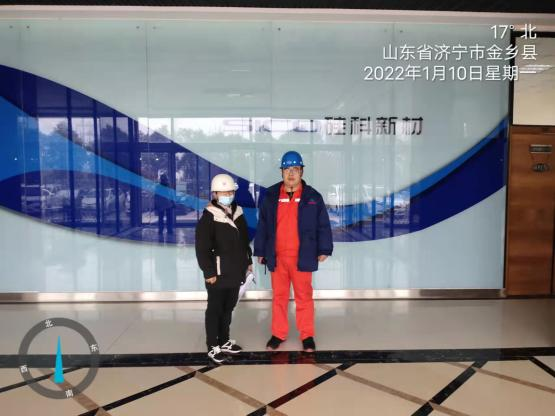 17° 北
山东省济宁市金乡县
2022年1月10日星期一
硅科新材
北
东
西
南